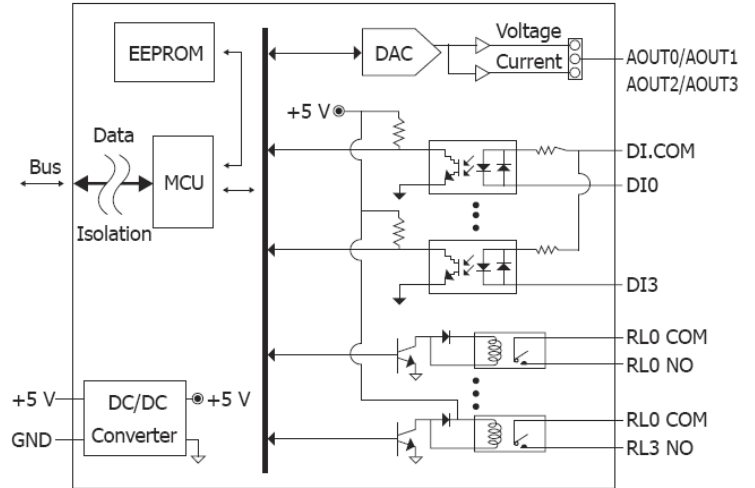 EEPROM
DAC
Voltage
Current
AOUT0/AOUT1
AOUT2/AOUT3
+5 V
Data
Bus
MCU
Isolation
DI.COM
DI0
DI3
RL0 COM
RL0 NO
+5 V
DC/DC
Converter
+5 V
GND
RL0 COM
RL3 NO